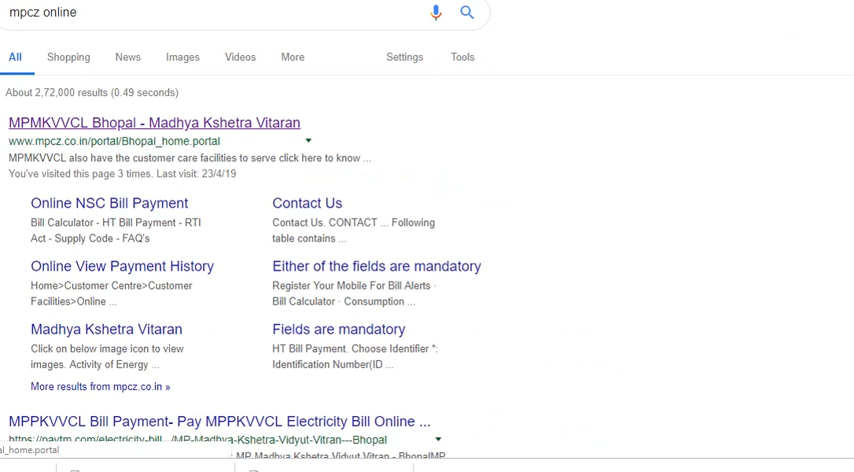 mpcz online
All Shopping News Images Videos More Settings Tools
About 2,72,000 results (0.49 seconds)
MPMKVVCL Bhopal - Madhya Kshetra Vitaran
www.mpcz.co.in/portal/Bhopal_home.portal
MPMKVVCL also have the customer care facilities to serve click here to know ...
You've visited this page 3 times. Last visit: 23/4/19
Online NSC Bill Payment
Bill Calculator - HT Bill Payment - RTI
Act - Supply Code - FAQ's
Contact Us
Contact Us. CONTACT ... Following
table contains ...
Online View Payment History
Home>Customer Centre>Customer
Facilities>Online ...
Either of the fields are mandatory
Register Your Mobile For Bill Alerts ·
Bill Calculator · Consumption ...
Madhya Kshetra Vitaran
Click on below image icon to view
images. Activity of Energy ...
Fields are mandatory
HT Bill Payment. Choose Identifier *:
Identification Number(ID ...
More results from mpcz.co.in »
MPPKVVCL Bill Payment- Pay MPPKVVCL Electricity Bill Online ...
https://paytm.com/electricity-bill.../MP-Madhya-Kshetra-Vidyut-Vitran---Bhopal
al_home.portal
MP Madhya Kshetra Vidyut Vitran - BhopalMP